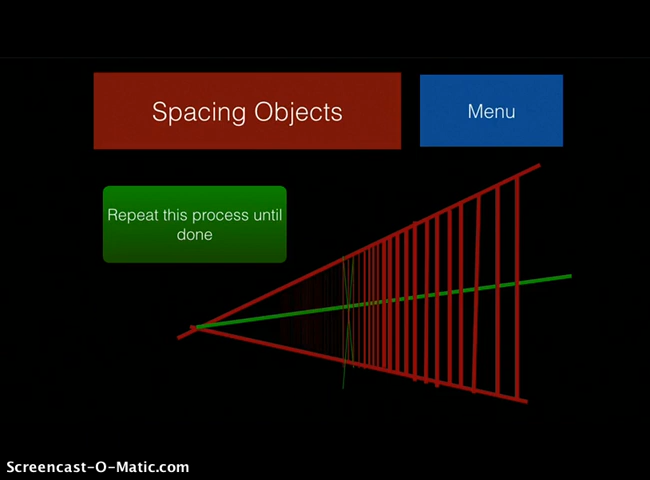 Spacing Objects
Menu
Repeat this process until
done
Screencast-O-Matic.com